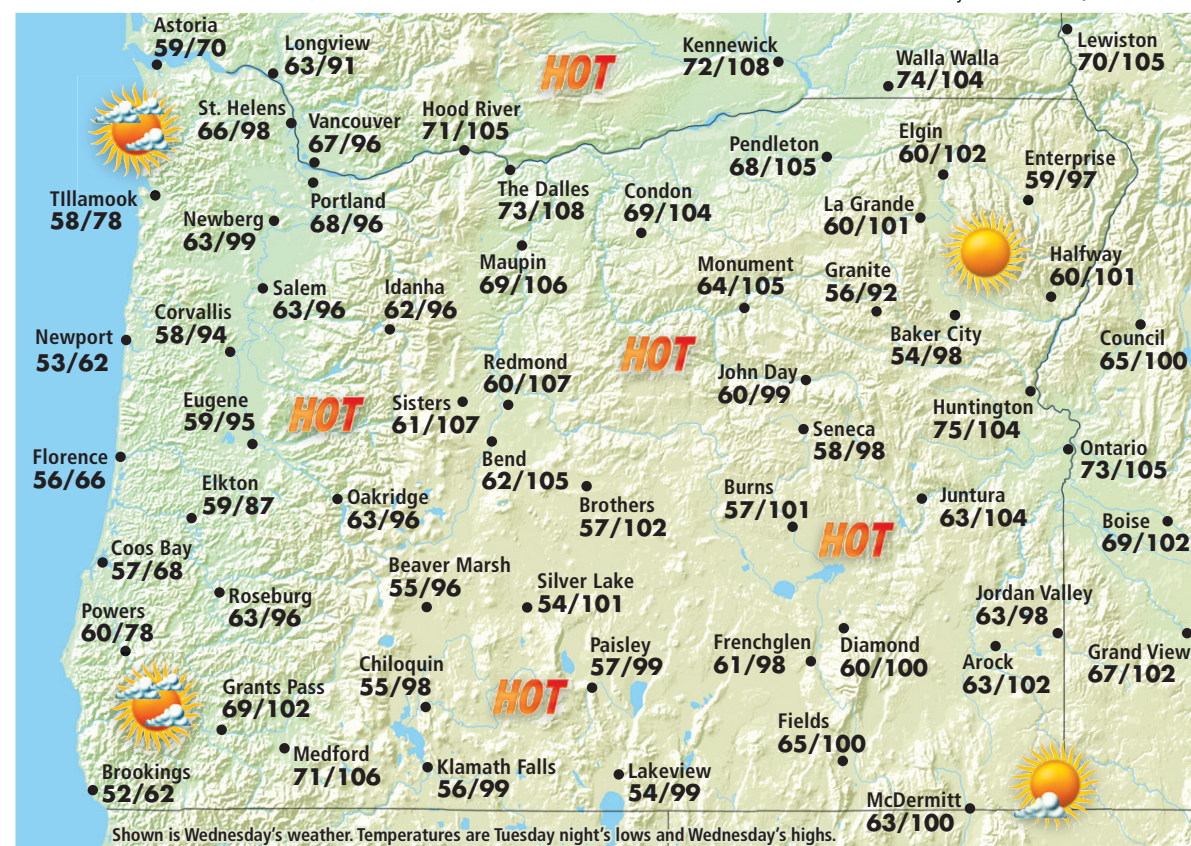 Astoria
59/70
Longview
63/91
HOT
Kennewick
72/108
Walla Walla
74/104
Lewiston
70/105
St. Helens
66/98
Vancouver
67/96
Hood River
71/105
Pendleton
68/105
Elgin
60/102
Enterprise
59/97
TIllamook
58/78
Newberg
63/99
Portland
68/96
The Dalles
73/108
Condon
69/104
La Grande
60/101
Maupin
69/106
Monument
64/105
Granite
56/92
Halfway
60/101
Salem
63/96
Idanha
62/96
Corvallis
58/94
Newport
53/62
Baker City
54/98
Council
65/100
HOT
Redmond
60/107
John Day
60/99
Eugene
59/95
HOT
Sisters
61/107
Huntington
75/104
Seneca
58/98
Florence
56/66
Bend
62/105
Ontario
73/105
Elkton
59/87
Oakridge
63/96
Brothers
57/102
Burns
57/101
Juntura
63/104
Boise
69/102
HOT
Coos Bay
57/68
Beaver Marsh
55/96
Silver Lake
54/101
Roseburg
63/96
Jordan Valley
63/98
Powers
60/78
Paisley
57/99
Frenchglen
61/98
Diamond
60/100
Arock
63/102
Grand View
67/102
Chiloquin
55/98
HOT
Grants Pass
69/102
Fields
65/100
Medford
71/106
Klamath Falls
56/99
Lakeview
54/99
Brookings
52/62
McDermitt
63/100
Shown is Wednesday's weather. Temperatures are Tuesday night's lows and Wednesday's highs.